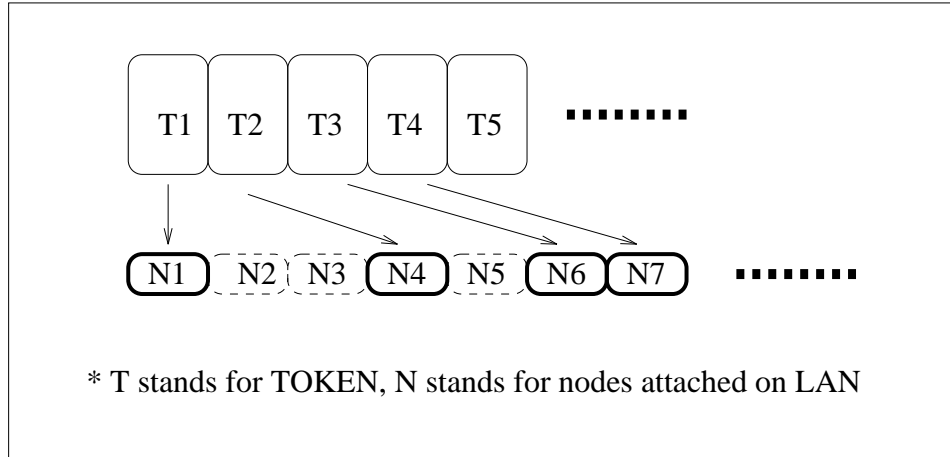 T1 T2 T3 T4 T5
N1 N2 N3 N4 N5 N6 N7
* T stands for TOKEN, N stands for nodes attached on LAN